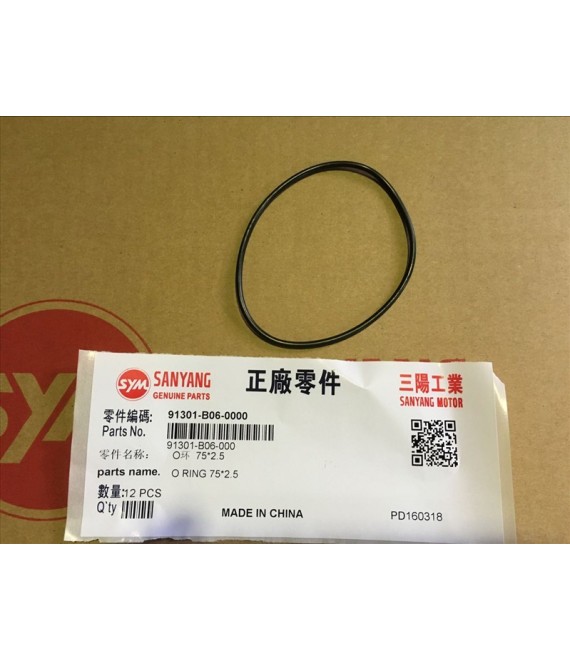 SYM
SANYANG
GENUINE PARTS
正廠零件
三陽工業
SANYANG MOTOR
零件編碼: 91301-B06-0000
Parts No.
91301-B06-000
零件名称: O环 75*2.5
parts name. O RING 75*2.5
數量:12 PCS
Q`ty
MADE IN CHINA
PD160318
SYM